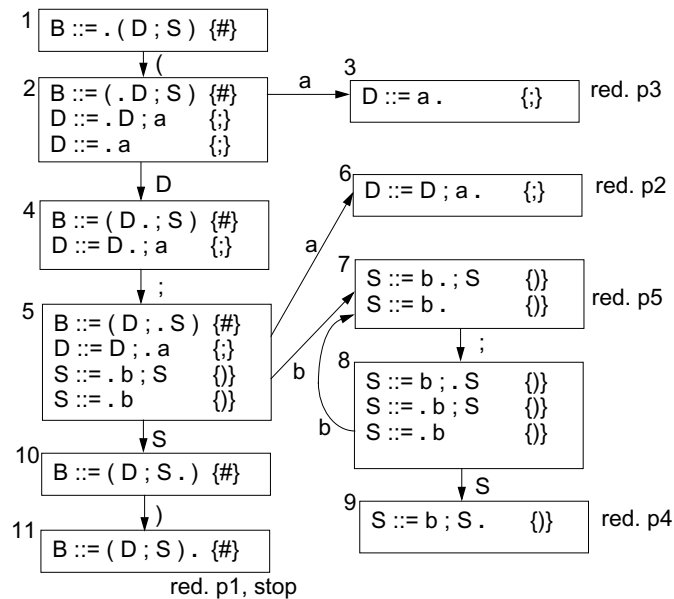 1
B ::= . ( D ; S ) {#}
(
2
B ::= ( . D ; S ) {#}
D ::= . D ; a {;}
D ::= . a {;}
a
3
D ::= a . {;}
red. p3
D
4
B ::= ( D . ; S ) {#}
D ::= D . ; a {;}
;
5
B ::= ( D ; . S ) {#}
D ::= D ; . a {;}
S ::= . b ; S {)}
S ::= . b {)}
a
6
D ::= D ; a . {;}
red. p2
b
7
S ::= b . ; S {)}
S ::= b . {)}
red. p5
;
8
S ::= b ; . S {)}
S ::= . b ; S {)}
S ::= . b {)}
b
S
9
S ::= b ; S . {)}
red. p4
S
10
B ::= ( D ; S . ) {#}
)
11
B ::= ( D ; S ) . {#}
red. p1, stop